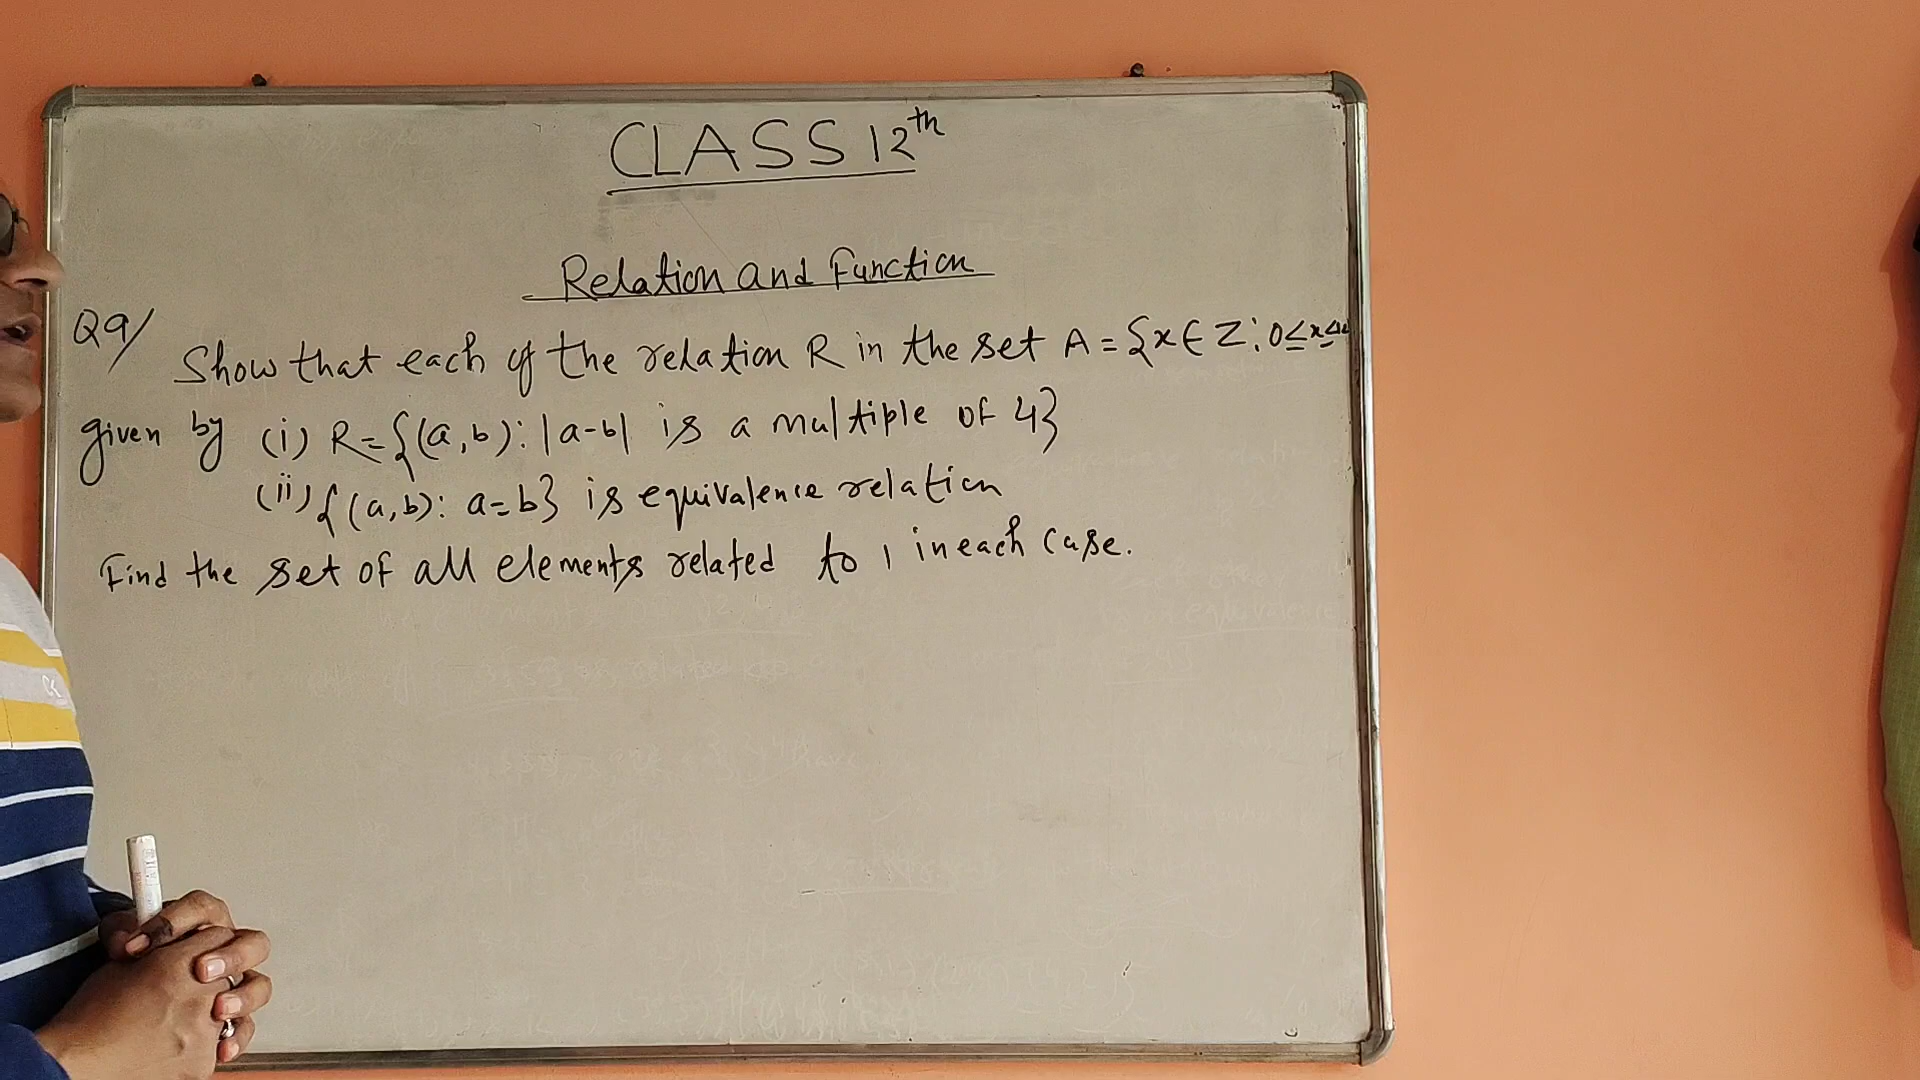 CLASS 12th
Relation and Function
Q9/
Show that each of the relation R in the set A = {x ∈ Z : 0 ≤ x ≤
given by (i) R = {(a,b) : |a-b| is a multiple of 4}
(ii) {(a,b) : a = b} is equivalence relation
Find the set of all elements related to 1 in each case.